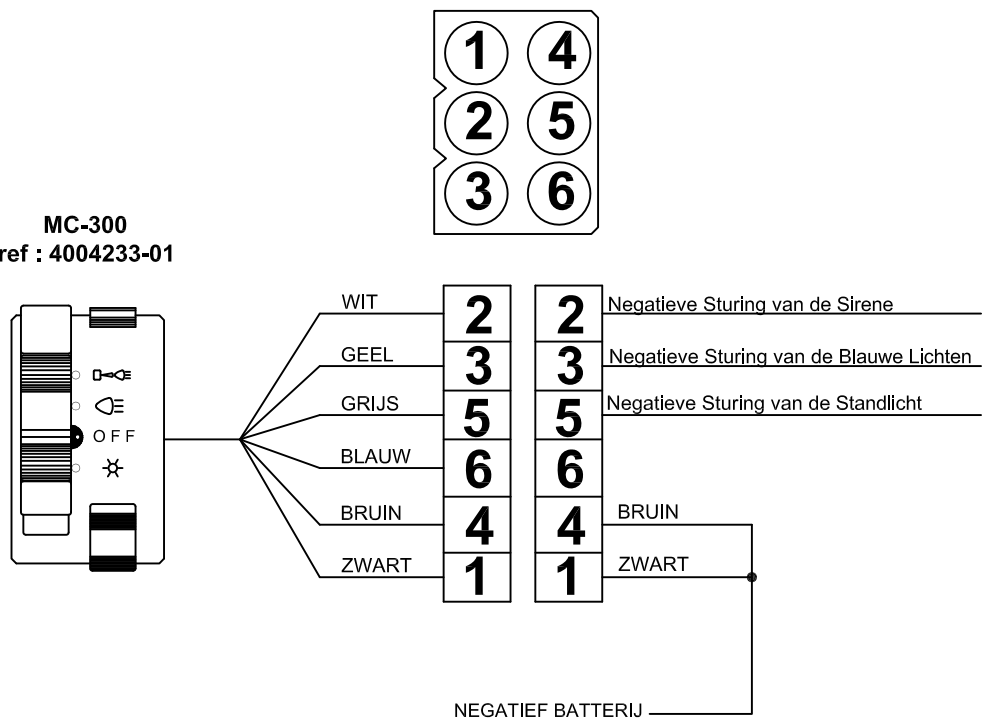 1 4
2 5
3 6
MC-300
ref : 4004233-01
OFF
WIT 2 2 Negatieve Sturing van de Sirene
GEEL 3 3 Negatieve Sturing van de Blauwe Lichten
GRIJS 5 5 Negatieve Sturing van de Standlicht
BLAUW 6 6
BRUIN 4 4 BRUIN
ZWART 1 1 ZWART
NEGATIEF BATTERIJ